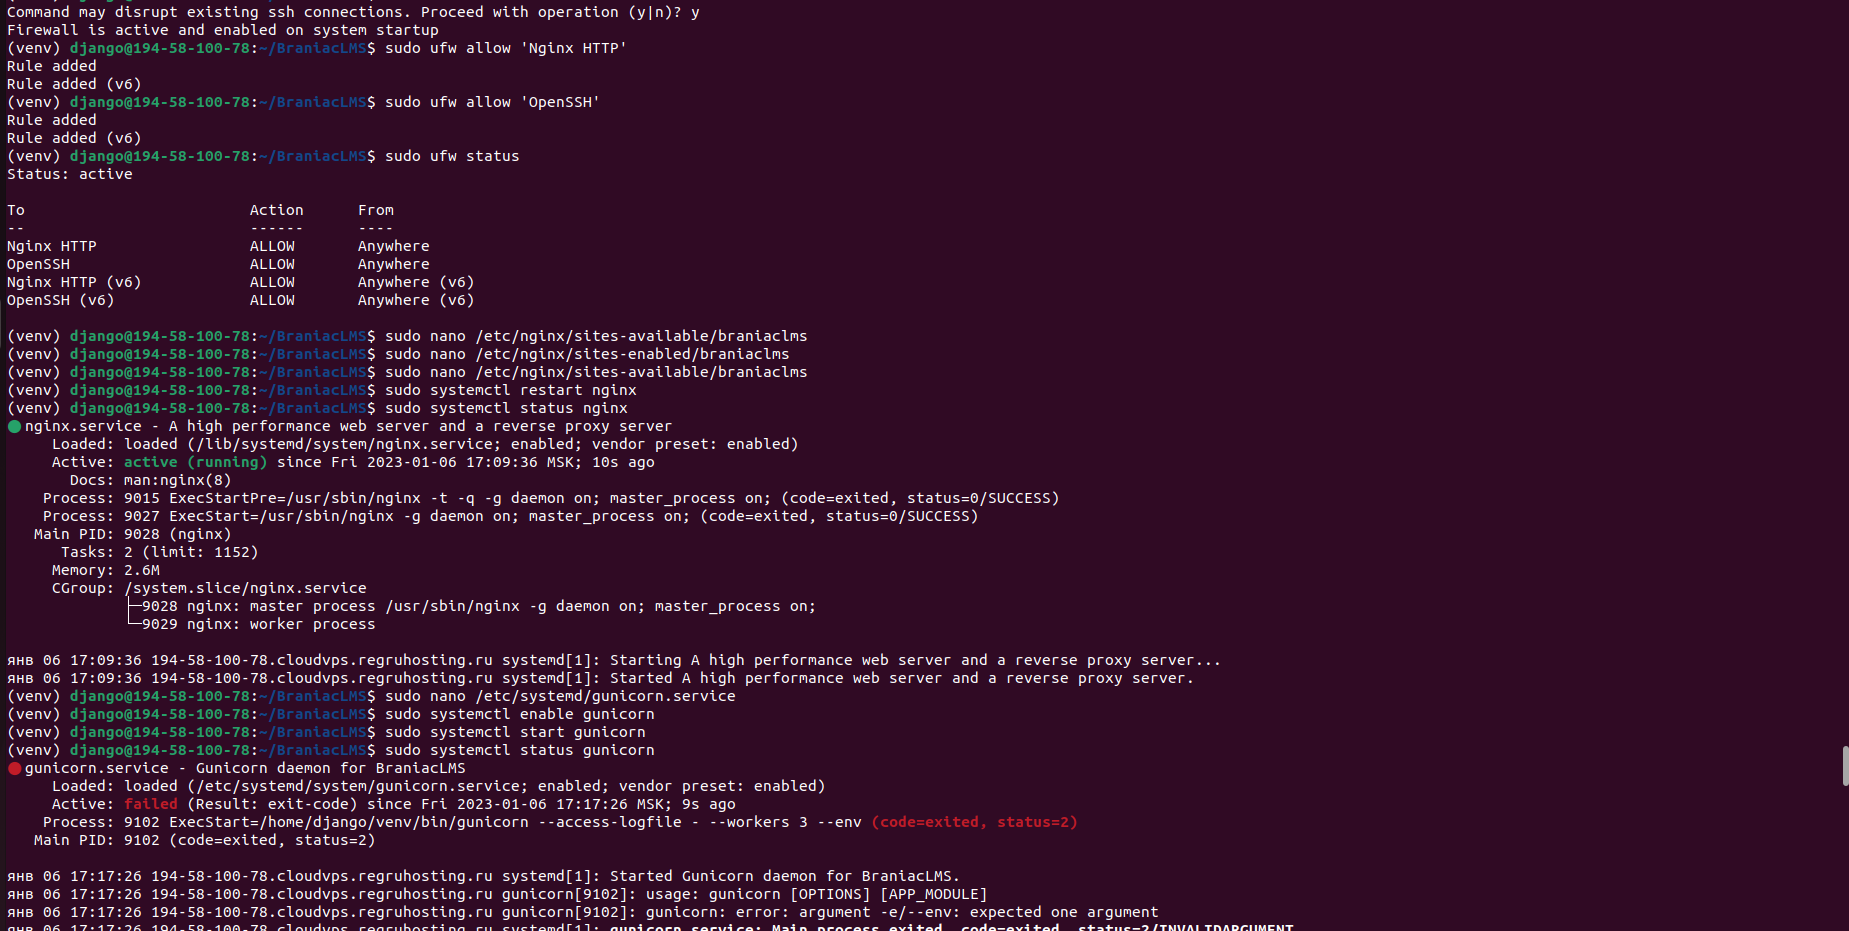 Command may disrupt existing ssh connections. Proceed with operation (y|n)? y
Firewall is active and enabled on system startup
(venv) django@194-58-100-78:~/BraniacLMS$ sudo ufw allow 'Nginx HTTP'
Rule added
Rule added (v6)
(venv) django@194-58-100-78:~/BraniacLMS$ sudo ufw allow 'OpenSSH'
Rule added
Rule added (v6)
(venv) django@194-58-100-78:~/BraniacLMS$ sudo ufw status
Status: active
To                         Action      From
--                         ------      ----
Nginx HTTP                 ALLOW       Anywhere
OpenSSH                    ALLOW       Anywhere
Nginx HTTP (v6)            ALLOW       Anywhere (v6)
OpenSSH (v6)               ALLOW       Anywhere (v6)
(venv) django@194-58-100-78:~/BraniacLMS$ sudo nano /etc/nginx/sites-available/braniaclms
(venv) django@194-58-100-78:~/BraniacLMS$ sudo nano /etc/nginx/sites-enabled/braniaclms
(venv) django@194-58-100-78:~/BraniacLMS$ sudo nano /etc/nginx/sites-available/braniaclms
(venv) django@194-58-100-78:~/BraniacLMS$ sudo systemctl restart nginx
(venv) django@194-58-100-78:~/BraniacLMS$ sudo systemctl status nginx
● nginx.service - A high performance web server and a reverse proxy server
     Loaded: loaded (/lib/systemd/system/nginx.service; enabled; vendor preset: enabled)
     Active: active (running) since Fri 2023-01-06 17:09:36 MSK; 10s ago
       Docs: man:nginx(8)
    Process: 9015 ExecStartPre=/usr/sbin/nginx -t -q -g daemon on; master_process on; (code=exited, status=0/SUCCESS)
    Process: 9027 ExecStart=/usr/sbin/nginx -g daemon on; master_process on; (code=exited, status=0/SUCCESS)
   Main PID: 9028 (nginx)
      Tasks: 2 (limit: 1152)
     Memory: 2.6M
     CGroup: /system.slice/nginx.service
             ├─9028 nginx: master process /usr/sbin/nginx -g daemon on; master_process on;
             └─9029 nginx: worker process
янв 06 17:09:36 194-58-100-78.cloudvps.regruhosting.ru systemd[1]: Starting A high performance web server and a reverse proxy server...
янв 06 17:09:36 194-58-100-78.cloudvps.regruhosting.ru systemd[1]: Started A high performance web server and a reverse proxy server.
(venv) django@194-58-100-78:~/BraniacLMS$ sudo nano /etc/systemd/gunicorn.service
(venv) django@194-58-100-78:~/BraniacLMS$ sudo systemctl enable gunicorn
(venv) django@194-58-100-78:~/BraniacLMS$ sudo systemctl start gunicorn
(venv) django@194-58-100-78:~/BraniacLMS$ sudo systemctl status gunicorn
● gunicorn.service - Gunicorn daemon for BraniacLMS
     Loaded: loaded (/etc/systemd/system/gunicorn.service; enabled; vendor preset: enabled)
     Active: failed (Result: exit-code) since Fri 2023-01-06 17:17:26 MSK; 9s ago
    Process: 9102 ExecStart=/home/django/venv/bin/gunicorn --access-logfile - --workers 3 --env (code=exited, status=2)
   Main PID: 9102 (code=exited, status=2)
янв 06 17:17:26 194-58-100-78.cloudvps.regruhosting.ru systemd[1]: Started Gunicorn daemon for BraniacLMS.
янв 06 17:17:26 194-58-100-78.cloudvps.regruhosting.ru gunicorn[9102]: usage: gunicorn [OPTIONS] [APP_MODULE]
янв 06 17:17:26 194-58-100-78.cloudvps.regruhosting.ru gunicorn[9102]: gunicorn: error: argument -e/--env: expected one argument
янв 06 17:17:26 194-58-100-78.cloudvps.regruhosting.ru systemd[1]: gunicorn.service: Main process exited, code=exited, status=2/INVALIDARGUMENT